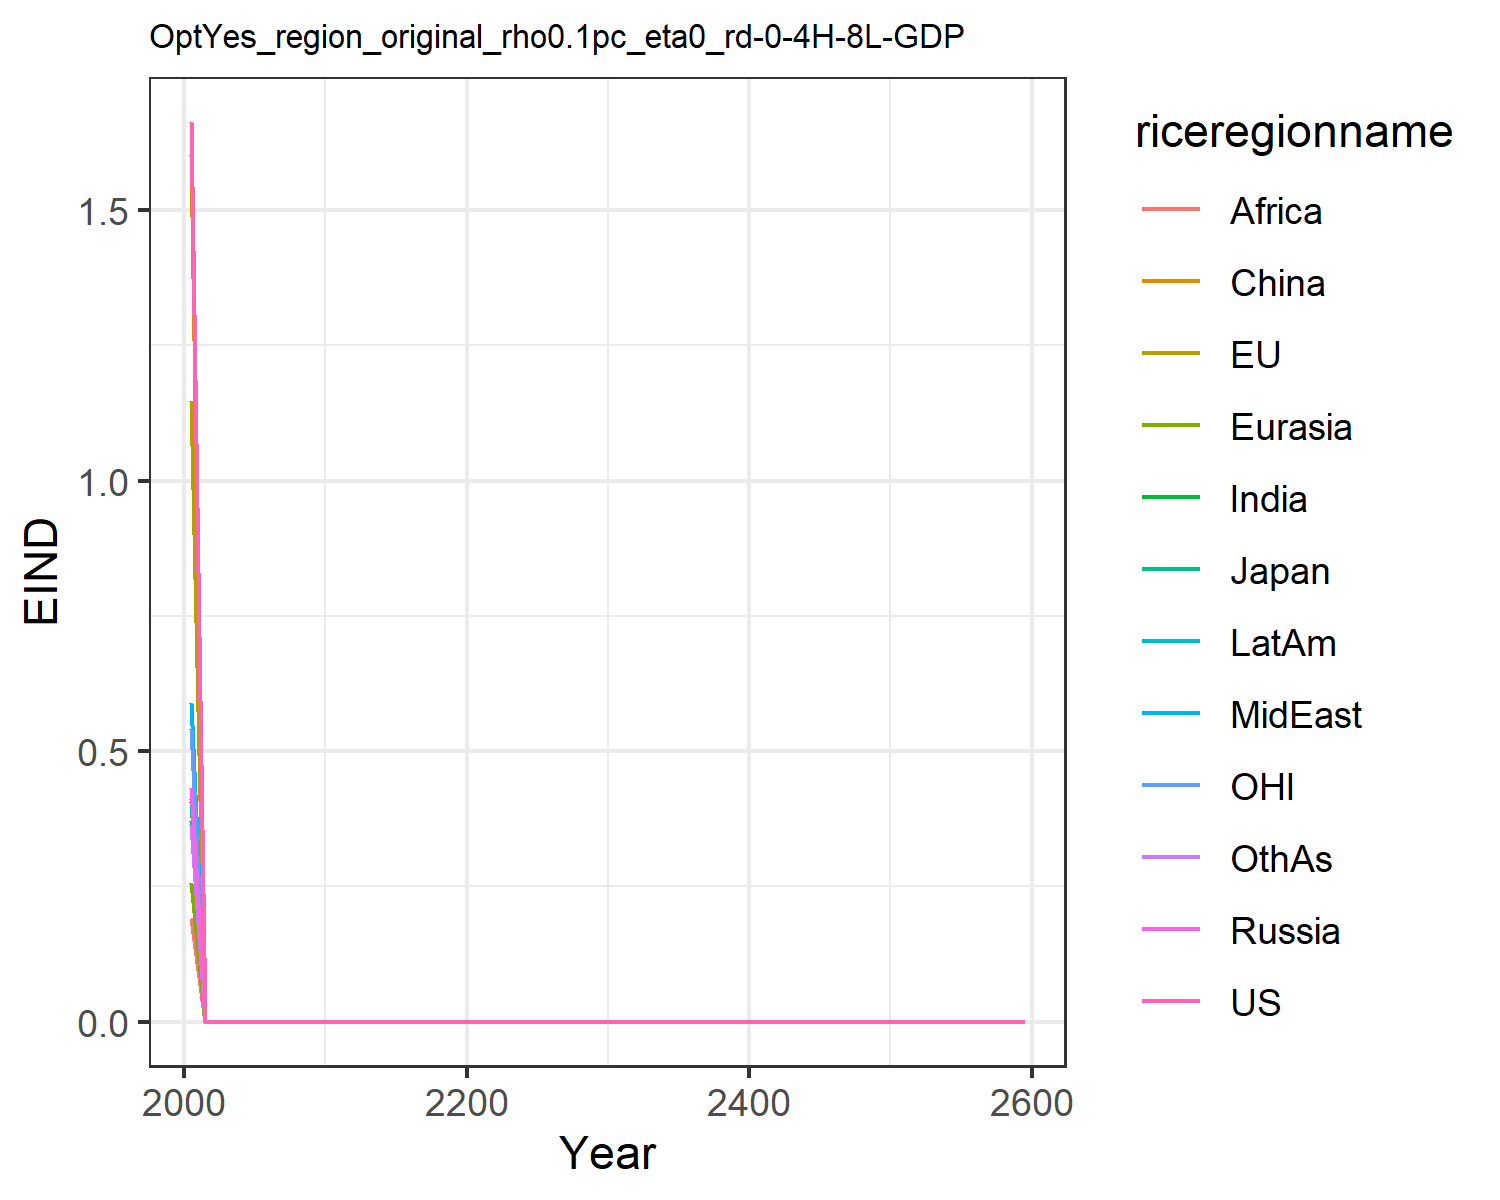 OptYes_region_original_rho0.1pc_eta0_rd-0-4H-8L-GDP
1.5
1.0
0.5
0.0
EIND
2000 2200 2400 2600
Year
riceregionname
Africa
China
EU
Eurasia
India
Japan
LatAm
MidEast
OHI
OthAs
Russia
US